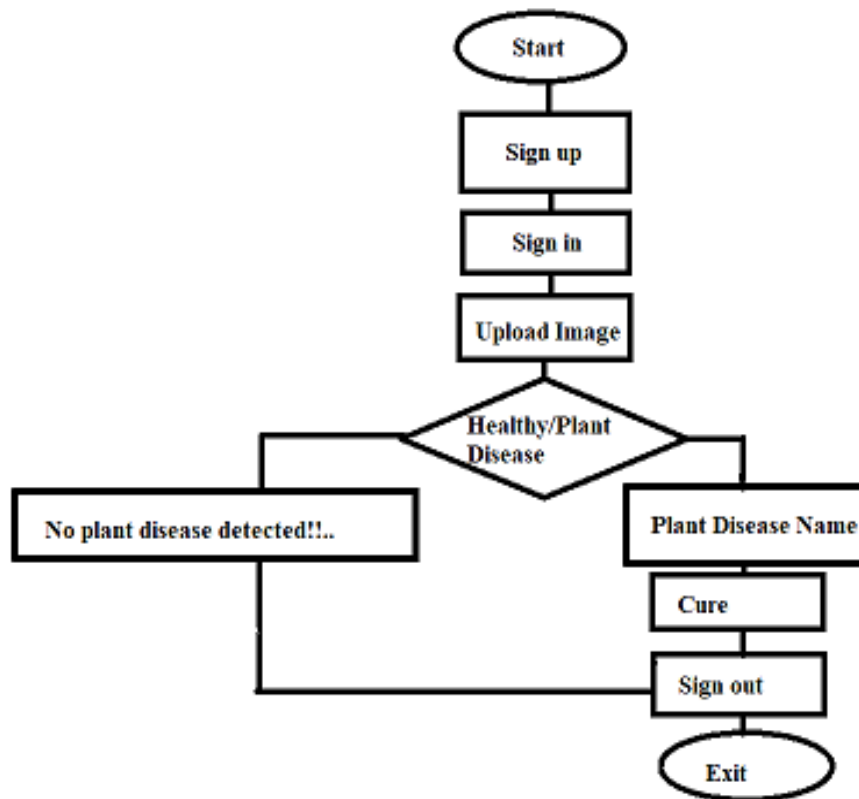 Start
Sign up
Sign in
Upload Image
Healthy/Plant
Disease
No plant disease detected!!..
Plant Disease Name
Cure
Sign out
Exit